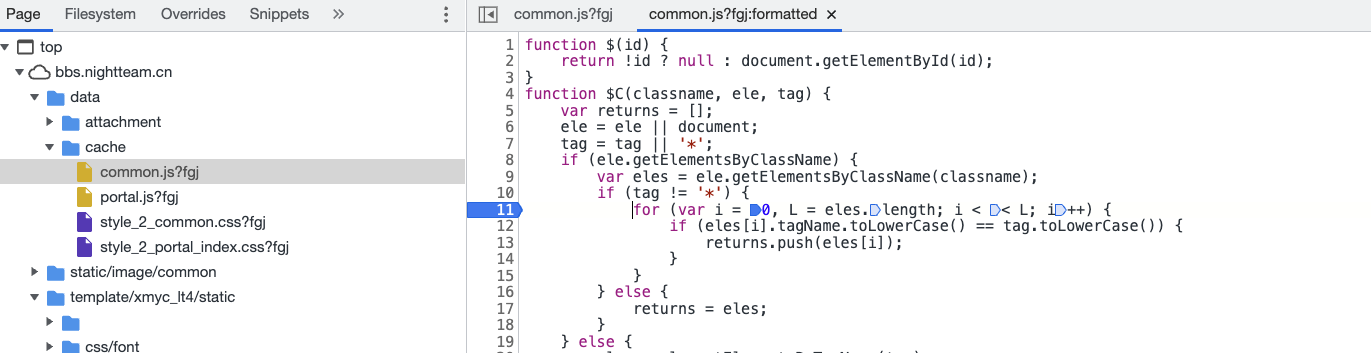 Page Filesystem Overrides Snippets »
top
bbs.nightteam.cn
data
attachment
cache
common.js?fgj
portal.js?fgj
style_2_common.css?fgj
style_2_portal_index.css?fgj
static/image/common
template/xmyc_lt4/static
css/font
common.js?fgj common.js?fgj:formatted ×
1 function $(id) {
2 return !id ? null : document.getElementById(id);
3 }
4 function $C(classname, ele, tag) {
5 var returns = [];
6 ele = ele || document;
7 tag = tag || '*';
8 if (ele.getElementsByClassName) {
9 var eles = ele.getElementsByClassName(classname);
10 if (tag != '*') {
11 for (var i = 0, L = eles.length; i < < L; i++) {
12 if (eles[i].tagName.toLowerCase() == tag.toLowerCase()) {
13 returns.push(eles[i]);
14 }
15 }
16 } else {
17 returns = eles;
18 }
19 } else {